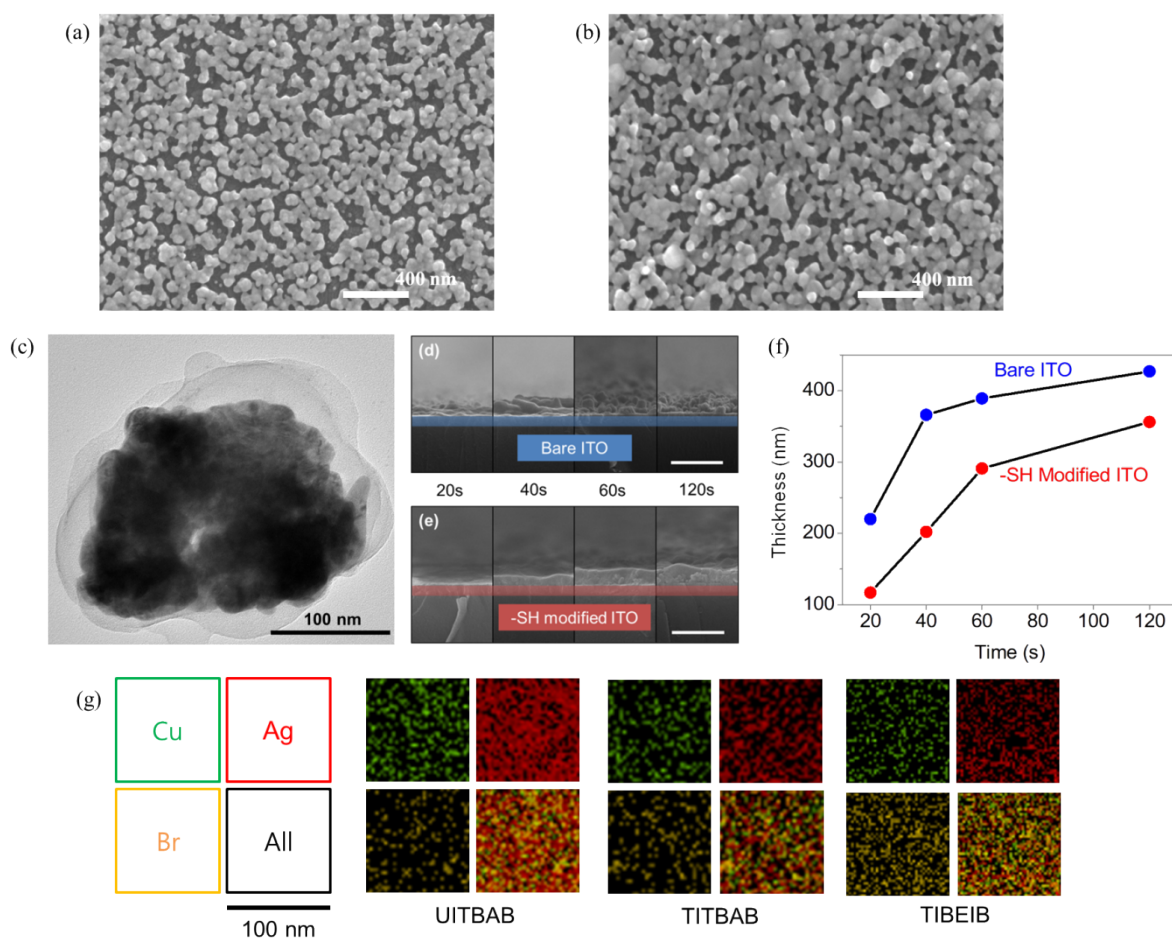 (a)
(b)
400 nm
400 nm
(c)
(d)
(f)
Bare ITO
20s 40s 60s 120s
(e)
-SH modified ITO
100 nm
Bare ITO
-SH Modified ITO
Thickness (nm)
400
300
200
100
20 40 60 80 100 120
Time (s)
(g)
Cu
Ag
Br
All
100 nm
UITBAB
TITBAB
TIBEIB